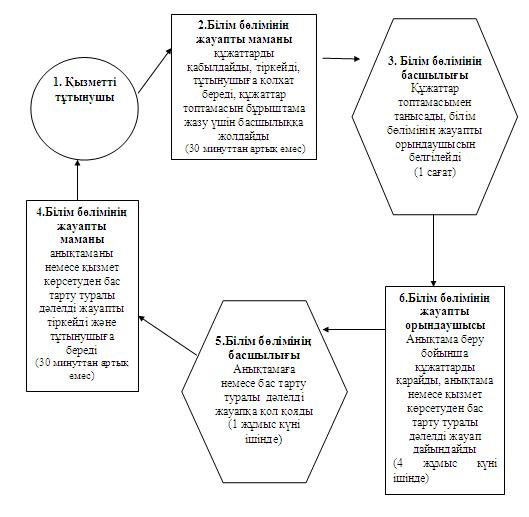 1. Қызметті
тұтынушы
2.Білім бөлімінің
жауапты маманы
құжаттарды
қабылдайды, тіркейді,
тұтынушыға қолхат
береді, құжаттар
топтамасын бұрыштама
жазу үшін басшылыққа
жолдайды
(30 минуттан артық емес)
3. Білім бөлімінің
басшылығы
Құжаттар
топтамасымен
танысады, білім
бөлімінің жауапты
орындаушысын
белгілейді
(1 сағат)
4.Білім бөлімінің
жауапты
маманы
анықтаманы
немесе қызмет
көрсетуден бас
тарту туралы
дәлелді жауапты
тіркейді және
тұтынушыға
береді
(30 минуттан артық
емес)
5.Білім бөлімінің
басшылығы
Анықтамаға
немесе бас тарту
туралы дәлелді
жауапқа қол қояды
(1 жұмыс күні
ішінде)
6.Білім бөлімінің
жауапты
орындаушысы
Анықтама беру
бойынша
құжаттарды
қарайды, анықтама
немесе қызмет
көрсетуден бас
тарту туралы
дәлелді жауап
дайындайды
(4 жұмыс күні
ішінде)